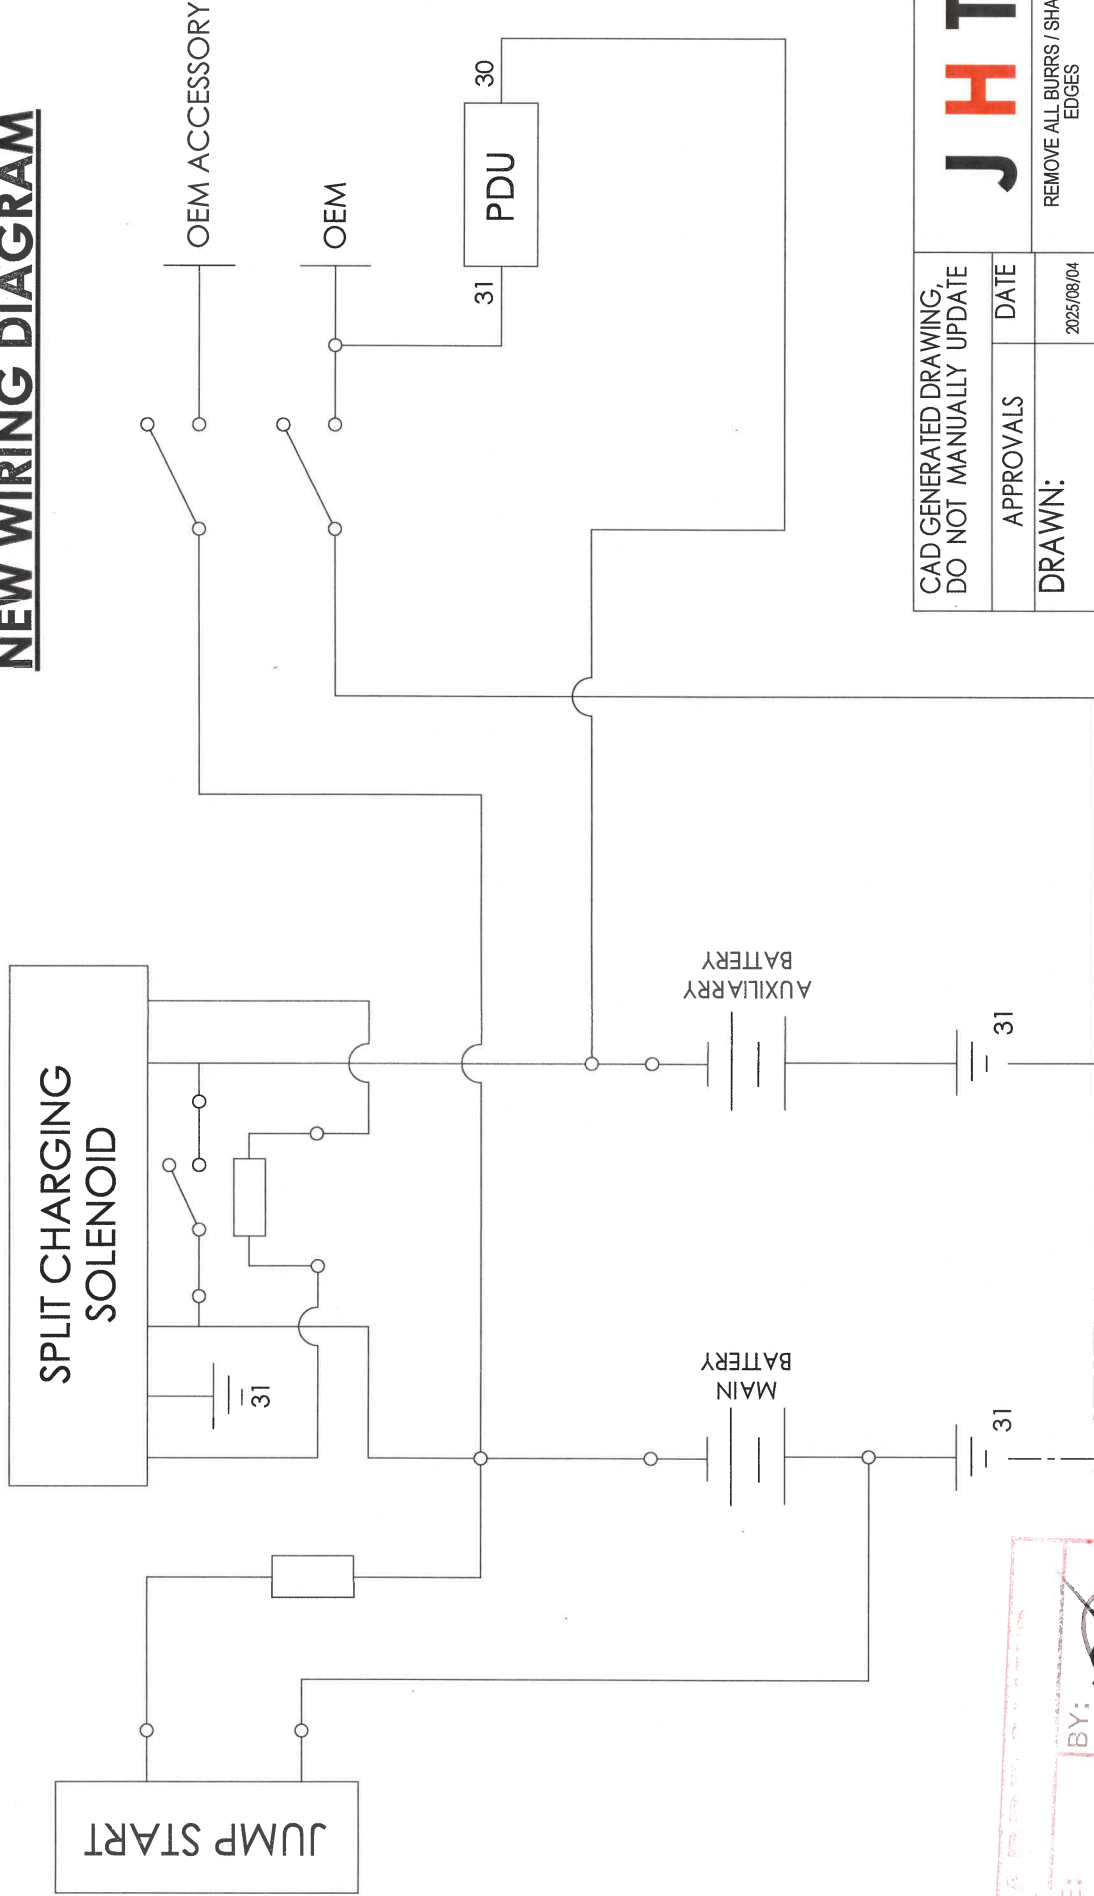 NEW WIRING DIAGRAM
SPLIT CHARGING
SOLENOID
31
OEM ACCESSORY
OEM
30
PDU
31
JUMP START
MAIN
BATTERY
31
AUXILIARRY
BATTERY
31
CAD GENERATED DRAWING,
DO NOT MANUALLY UPDATE
APPROVALS
DATE
DRAWN:
2025/08/04
J H T
REMOVE ALL BURRS / SHA
EDGES
BY:
E: